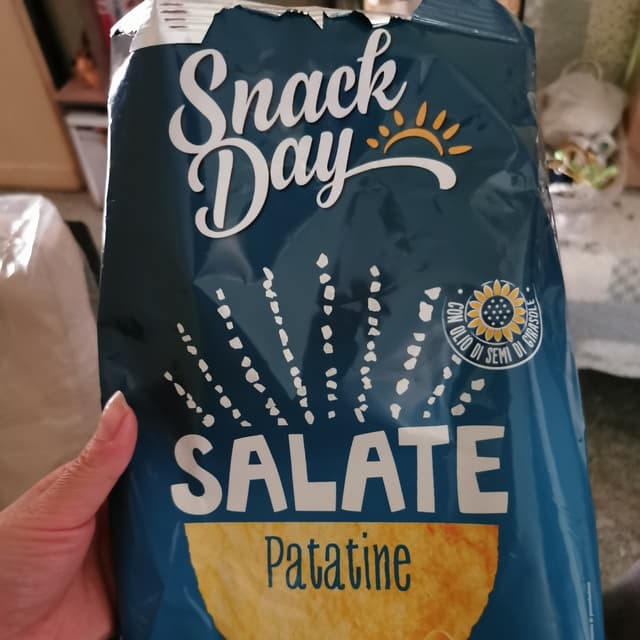 Snack
Day
CON OLIO DI SEMI DI GIRASOLE
SALATE
Patatine